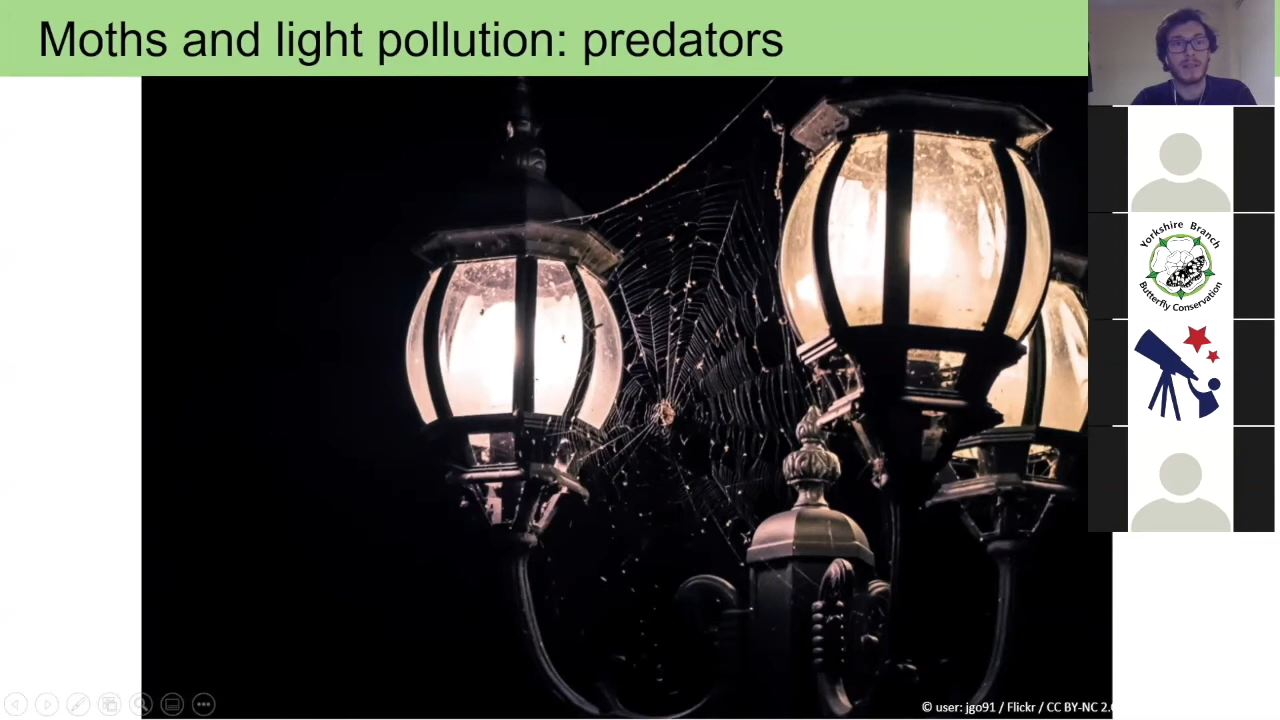 Moths and light pollution: predators
Yorkshire Branch
Butterfly Conservation
© user: jgo91 / Flickr / CC BY-NC 2.